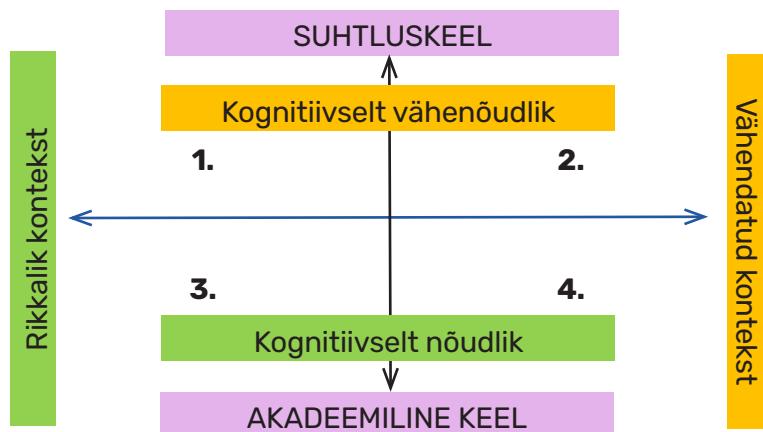 SUHTLUSKEEL
Kognitiivselt vähenõudlik
Rikkalik kontekst
1.
2.
Vähendatud kontekst
3.
4.
Kognitiivselt nõudlik
AKADEEMILINE KEEL